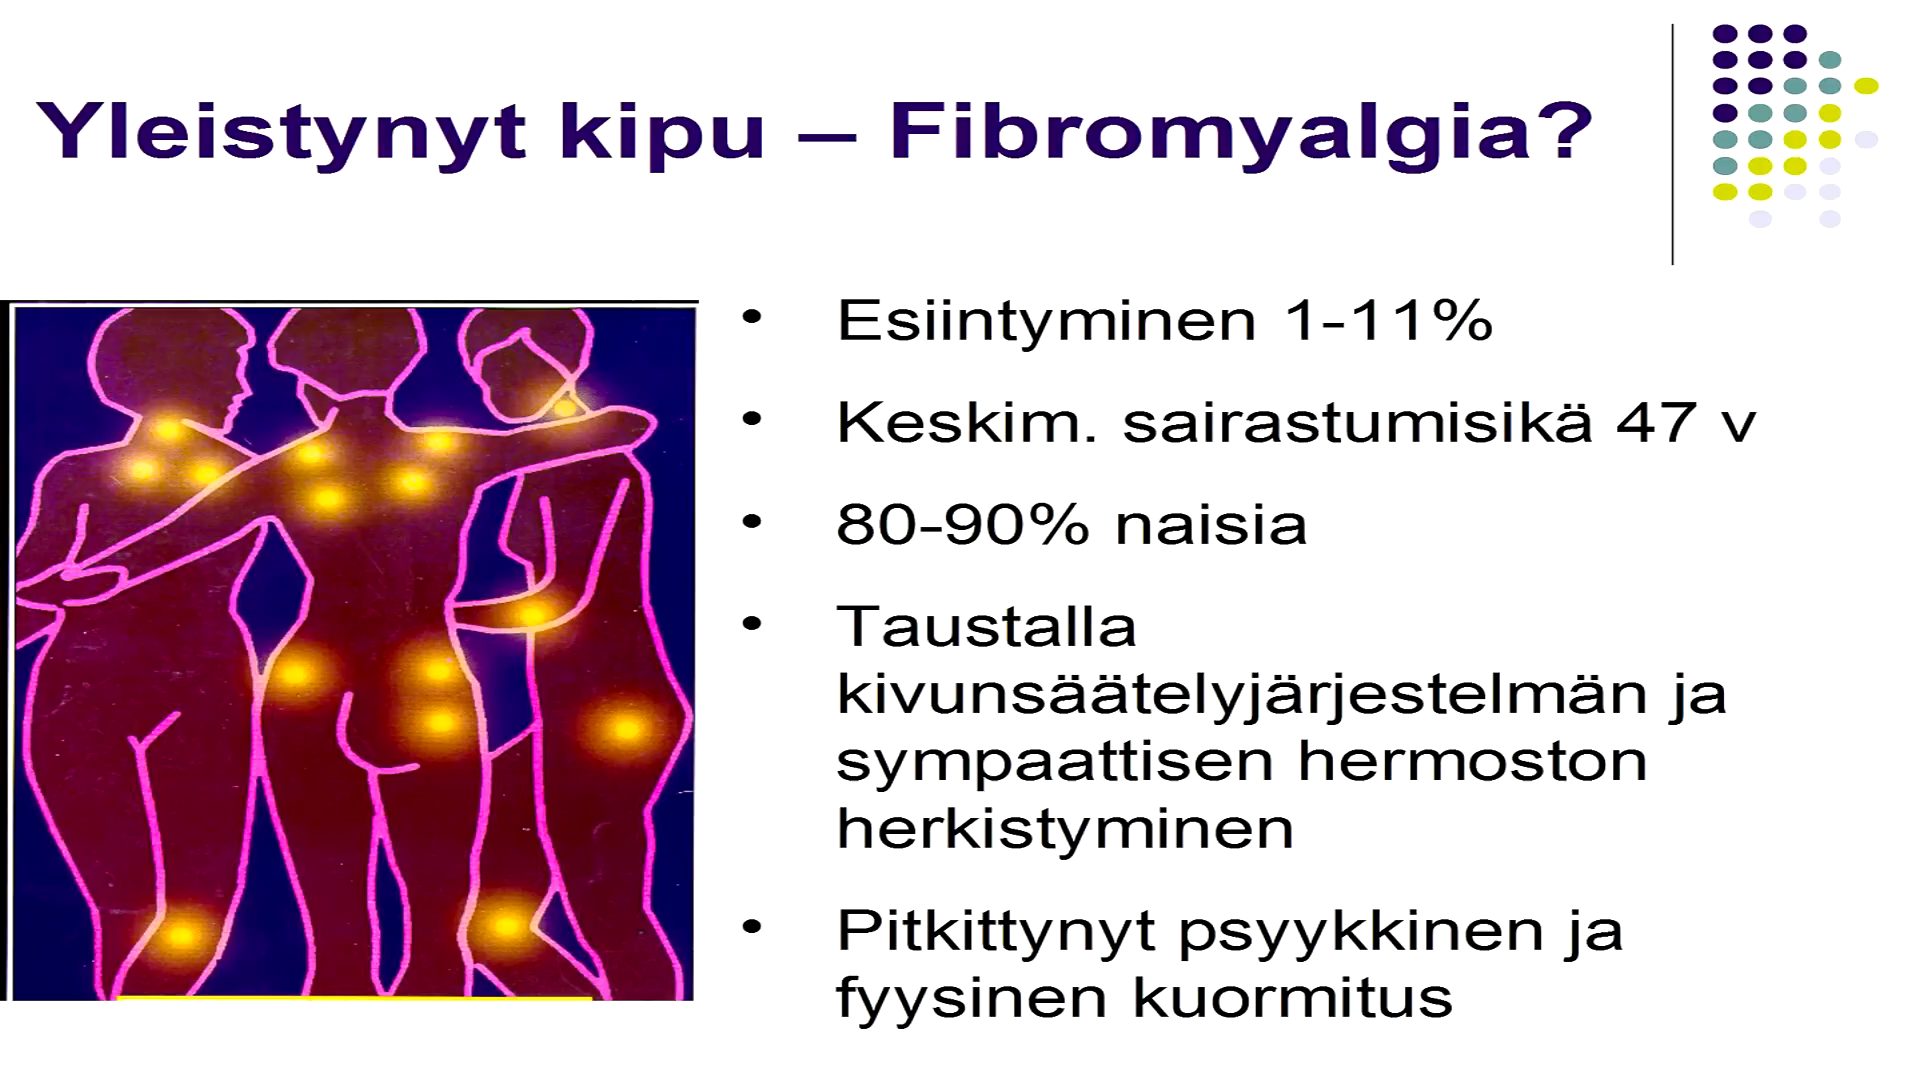 Yleistynyt kipu – Fibromyalgia?
• Esiintyminen 1-11%
• Keskim. sairastumisikä 47 v
• 80-90% naisia
• Taustalla
kivunsäätelyjärjestelmän ja
sympaattisen hermoston
herkistyminen
• Pitkittynyt psyykkinen ja
fyysinen kuormitus